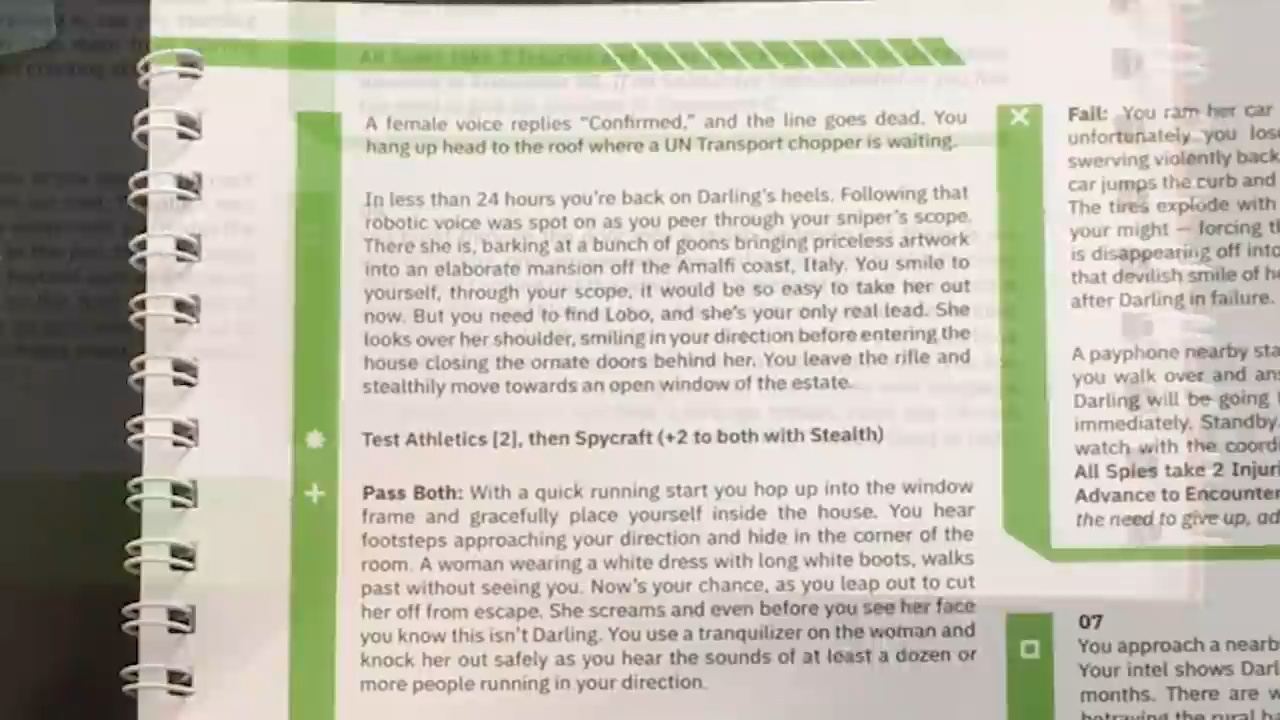 A female voice replies “Confirmed,” and the line goes dead. You
hang up head to the roof where a UN Transport chopper is waiting.
In less than 24 hours you’re back on Darling’s heels. Following that
robotic voice was spot on as you peer through your sniper’s scope.
There she is, barking at a bunch of goons bringing priceless artwork
into an elaborate mansion off the Amalfi coast, Italy. You smile to
yourself, through your scope, it would be so easy to take her out
now. But you need to find Lobo, and she’s your only real lead. She
looks over her shoulder, smiling in your direction before entering the
house closing the ornate doors behind her. You leave the rifle and
stealthily move towards an open window of the estate.
Test Athletics [2], then Spycraft (+2 to both with Stealth)
Pass Both: With a quick running start you hop up into the window
frame and gracefully place yourself inside the house. You hear
footsteps approaching your direction and hide in the corner of the
room. A woman wearing a white dress with long white boots, walks
past without seeing you. Now’s your chance, as you leap out to cut
her off from escape. She screams and even before you see her face
you know this isn’t Darling. You use a tranquilizer on the woman and
knock her out safely as you hear the sounds of at least a dozen or
more people running in your direction.
Fail: You ram her car
unfortunately you
swerving violently back
car jumps the curb and
The tires explode with
your might — forcing
is disappearing off into
that devilish smile of
after Darling in failure.
A payphone nearby
you walk over and
Darling will be going
immediately. Standby.
watch with the
All Spies take 2
Advance to
the need to give up,
07
You approach a
Your intel shows
months. There are
betraying the rural